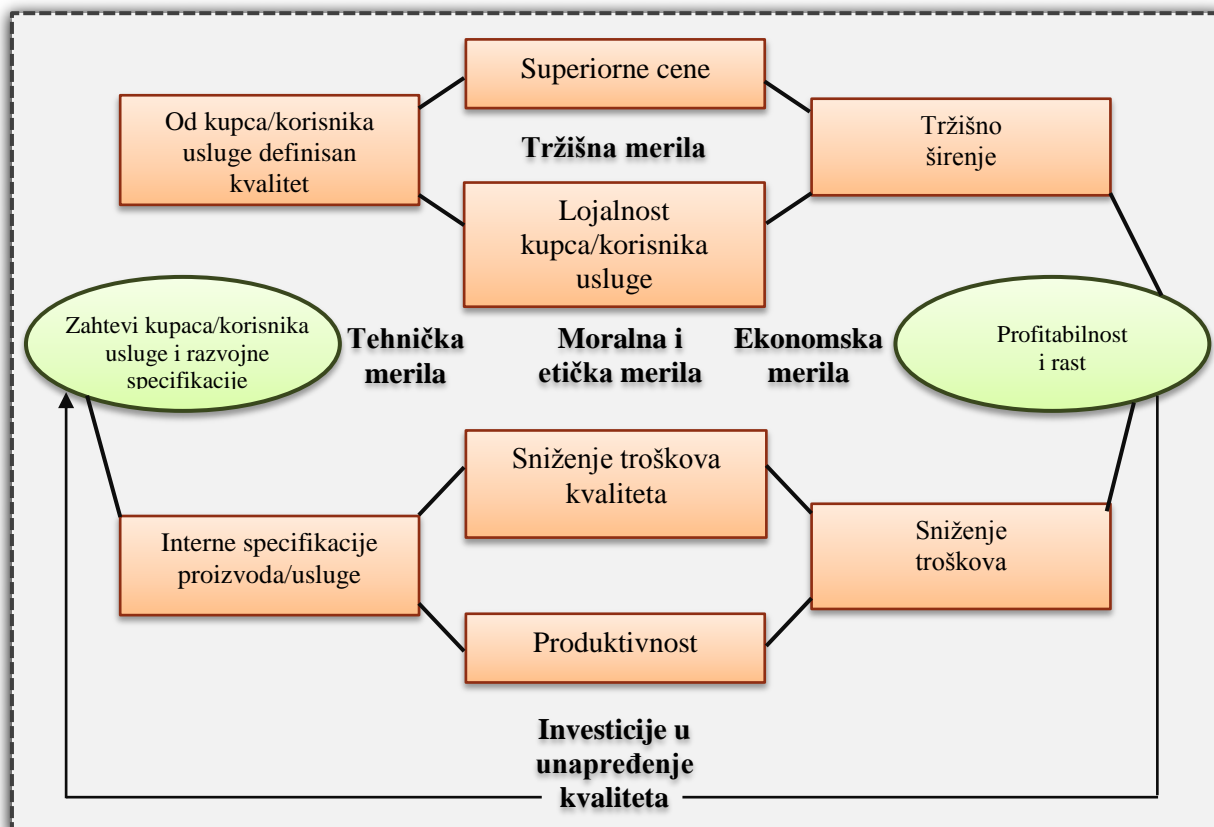 Superiorne cene
Od kupca/korisnika
usluge definisan
kvalitet
Tržišna merila
Tržišno
širenje
Lojalnost
kupca/korisnika
usluge
Zahtevi kupaca/korisnika
usluge i razvojne
specifikacije
Tehnička
merila
Moralna i
etička merila
Ekonomska
merila
Profitabilnost
i rast
Sniženje troškova
kvaliteta
Interne specifikacije
proizvoda/usluge
Sniženje
troškova
Produktivnost
Investicije u
unapređenje
kvaliteta